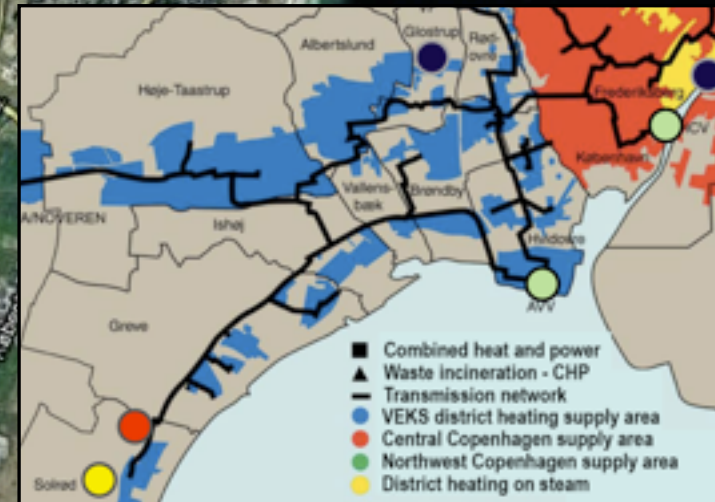 Glostrup
Rød-
ovre
Albertslund
Høje-Taastrup
Frederiksberg
København
Vallens-
bæk
Brøndby
A/NOVEREN
Ishøj
Hvidovre
AVV
Greve
Solrød
Combined heat and power
Waste incineration - CHP
Transmission network
VEKS district heating supply area
Central Copenhagen supply area
Northwest Copenhagen supply area
District heating on steam